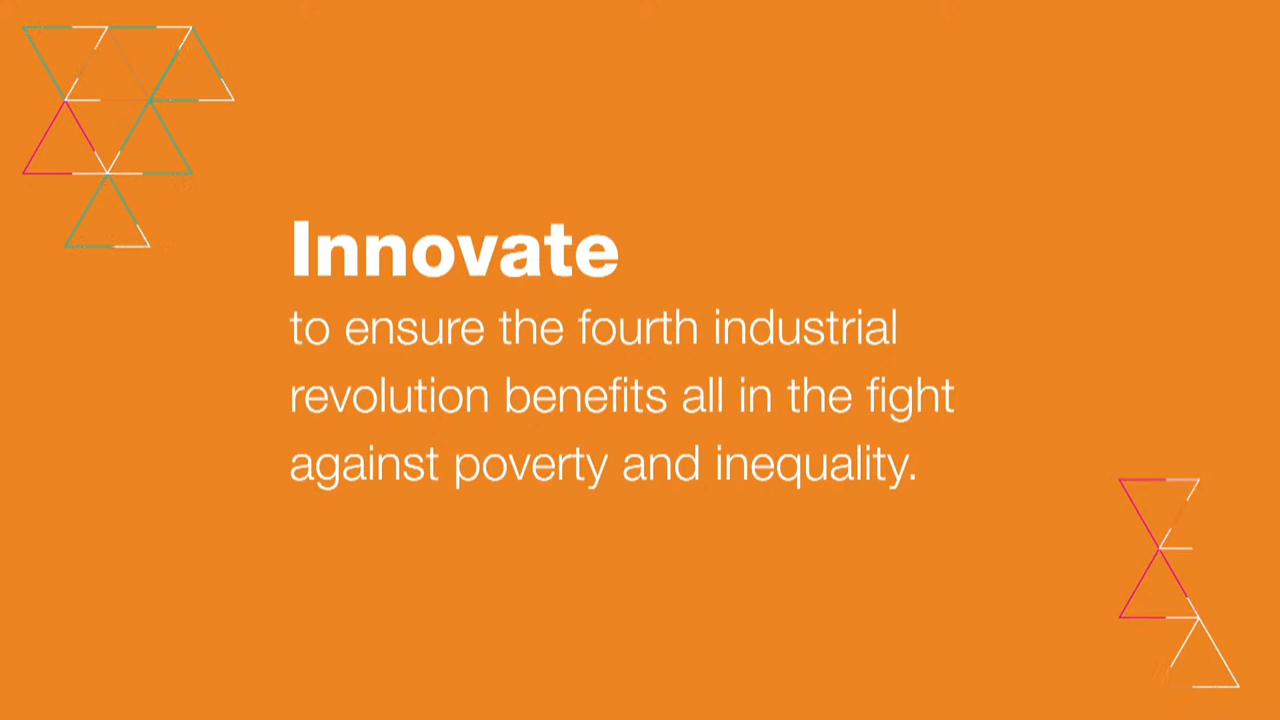 Innovate
to ensure the fourth industrial
revolution benefits all in the fight
against poverty and inequality.